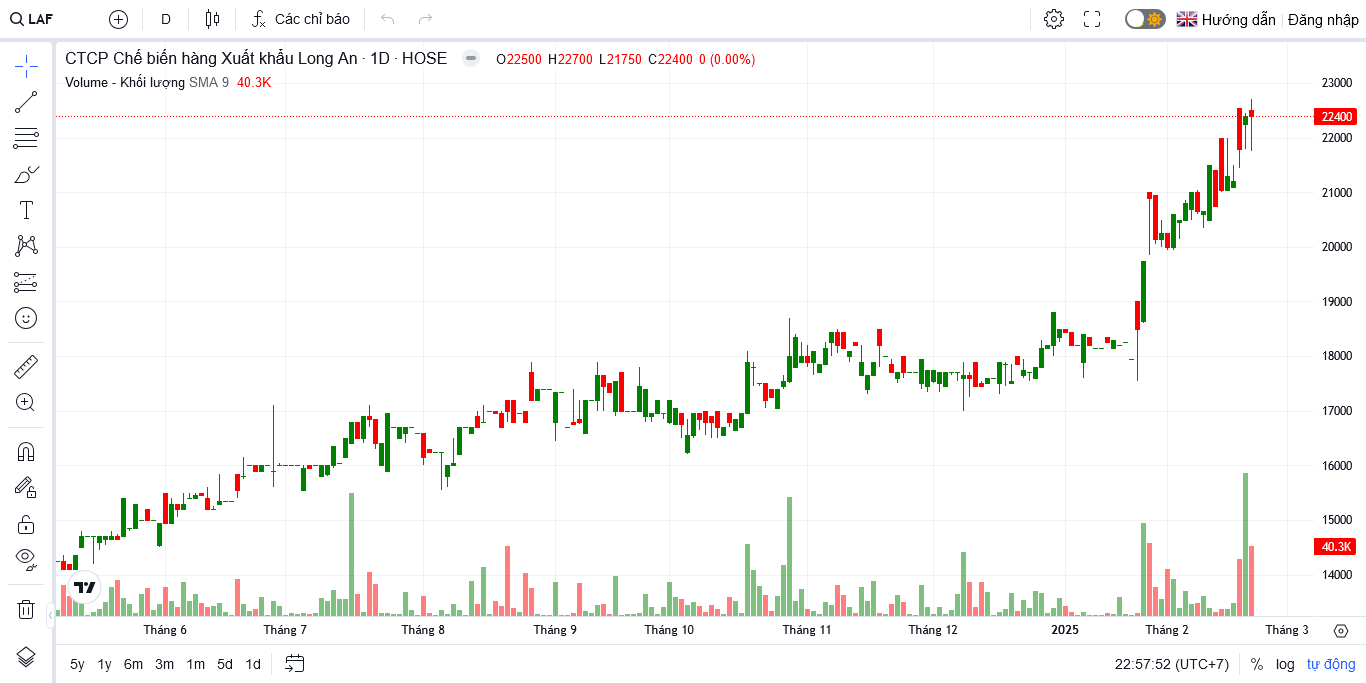 LAF D Các chỉ báo Hướng dẫn Đăng nhập
CTCP Chế biến hàng Xuất khẩu Long An · 1D · HOSE O22500 H22700 L21750 C22400 0 (0.00%)
Volume - Khối lượng SMA 9 40.3K
23000
22400
22000
21000
20000
19000
18000
17000
16000
15000
40.3K
14000
Tháng 6 Tháng 7 Tháng 8 Tháng 9 Tháng 10 Tháng 11 Tháng 12 2025 Tháng 2 Tháng 3
5y 1y 6m 3m 1m 5d 1d 22:57:52 (UTC+7) % log tự động